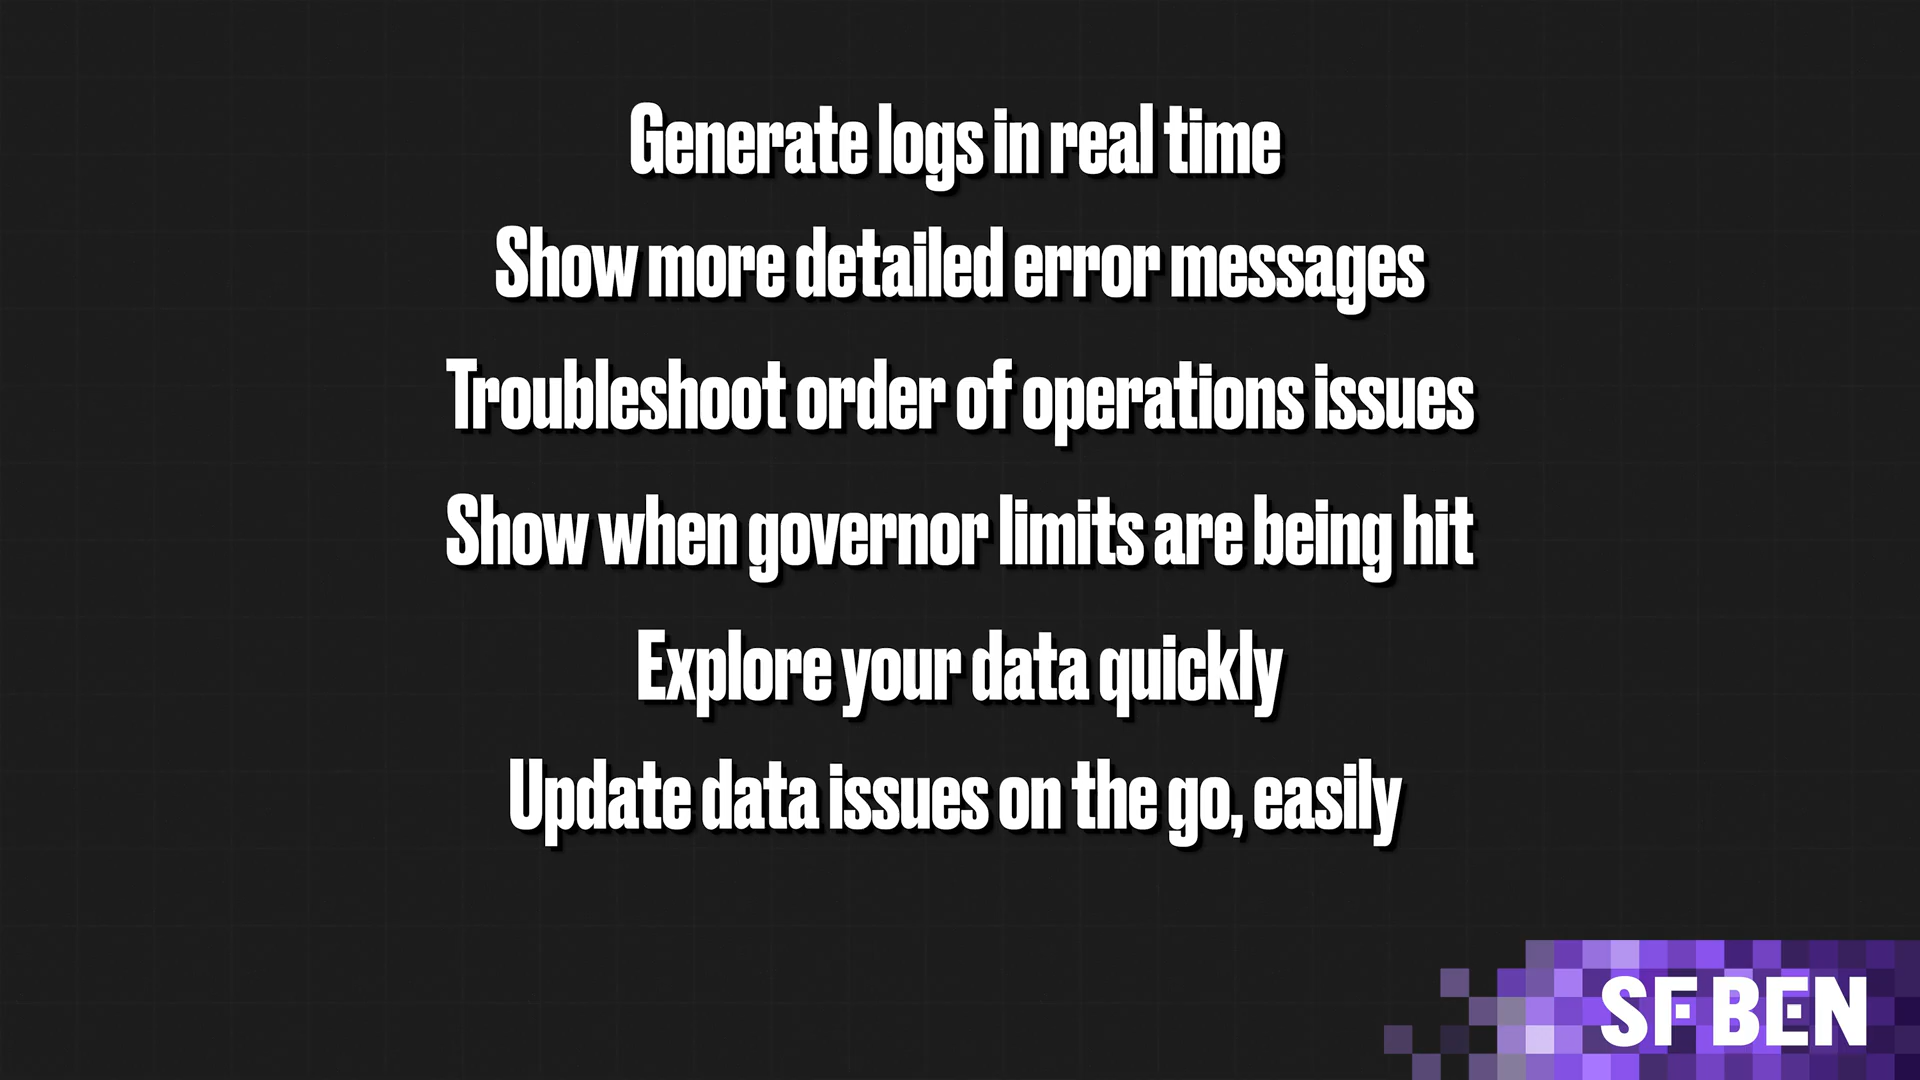 Generate logs in real time
Show more detailed error messages
Troubleshoot order of operations issues
Show when governor limits are being hit
Explore your data quickly
Update data issues on the go, easily
SF BEN